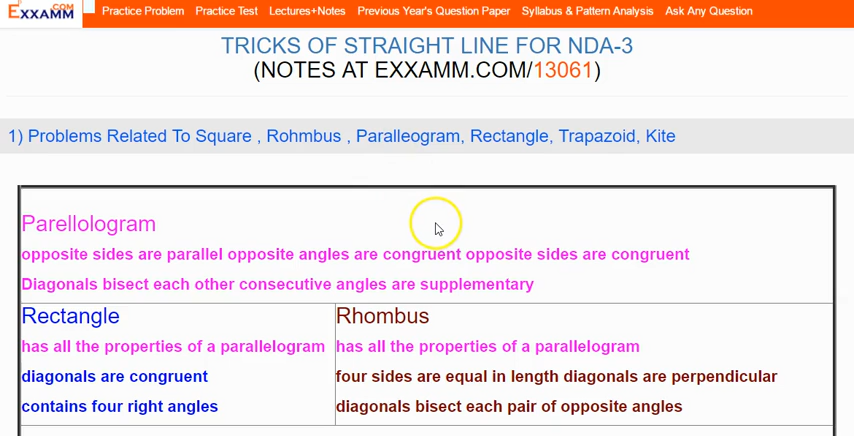 EXXAMM .COM
Practice Problem Practice Test Lectures+Notes Previous Year's Question Paper Syllabus & Pattern Analysis Ask Any Question
TRICKS OF STRAIGHT LINE FOR NDA-3
(NOTES AT EXXAMM.COM/13061)
1) Problems Related To Square , Rohmbus , Paralleogram, Rectangle, Trapazoid, Kite
Parellologram
opposite sides are parallel opposite angles are congruent opposite sides are congruent
Diagonals bisect each other consecutive angles are supplementary
Rectangle
has all the properties of a parallelogram
diagonals are congruent
contains four right angles
Rhombus
has all the properties of a parallelogram
four sides are equal in length diagonals are perpendicular
diagonals bisect each pair of opposite angles